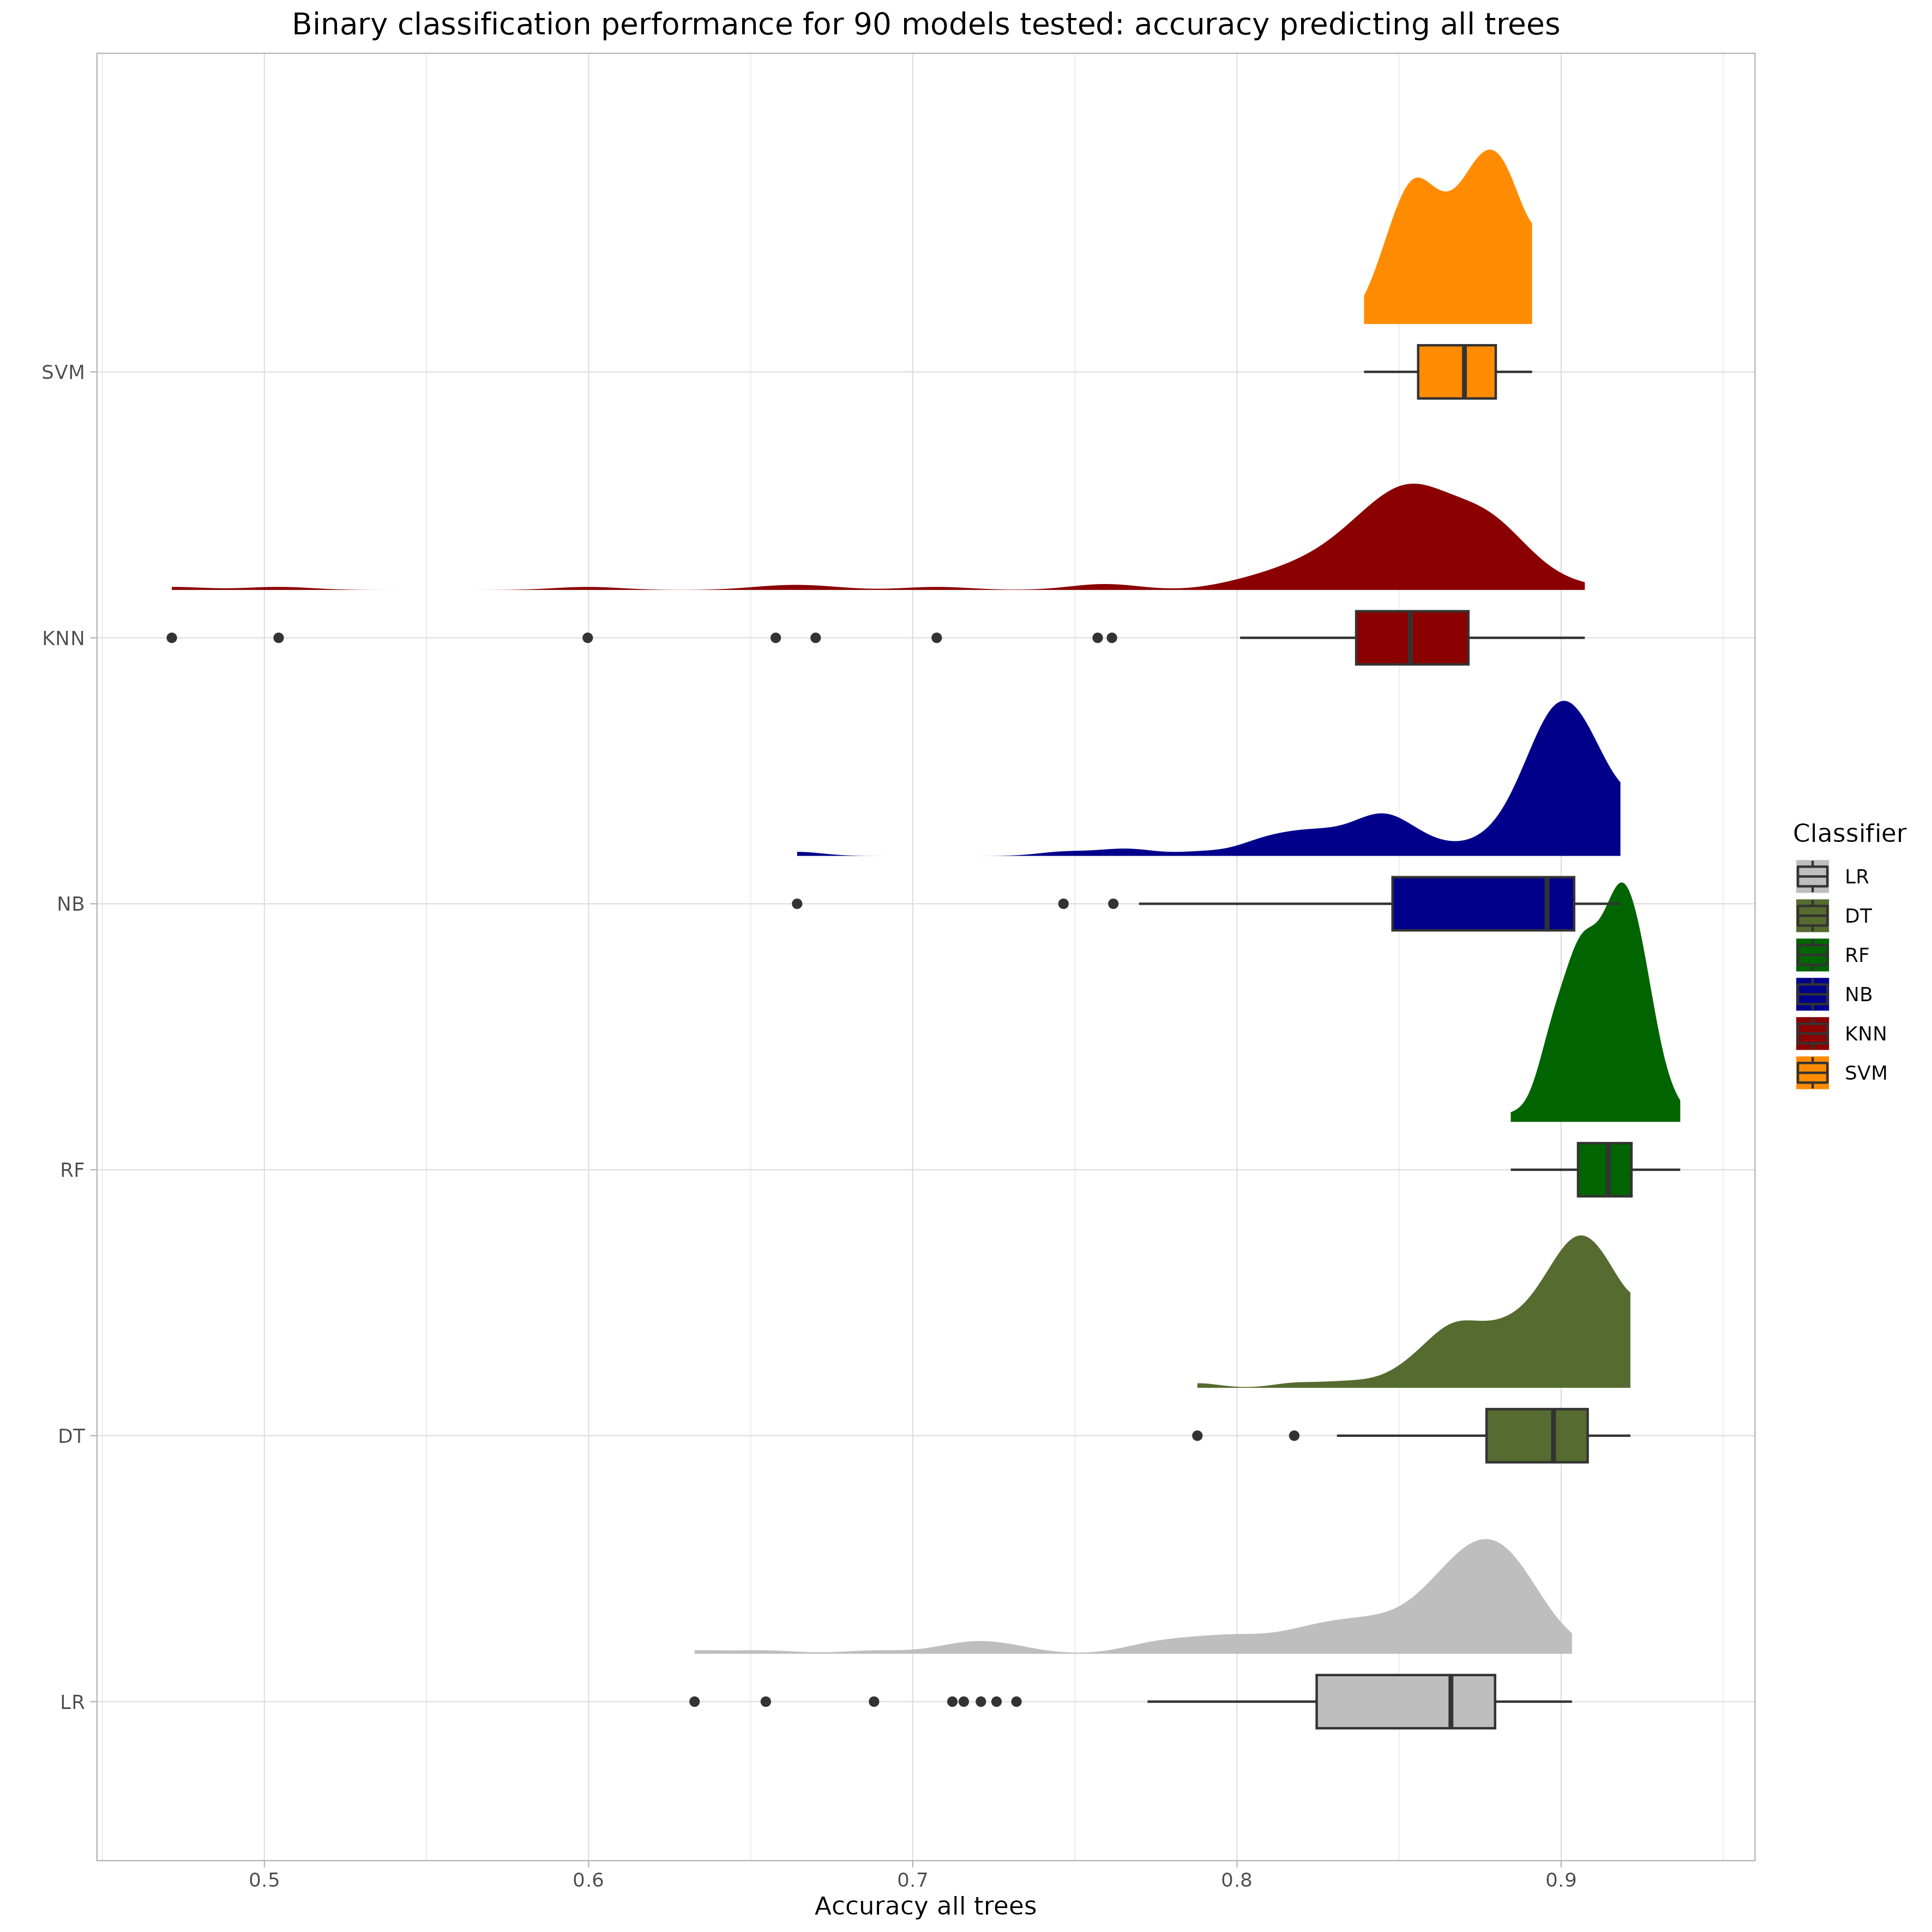 Binary classification performance for 90 models tested: accuracy predicting all trees
SVM
KNN
NB
RF
DT
LR
0.5 0.6 0.7 0.8 0.9
Accuracy all trees
Classifier
LR
DT
RF
NB
KNN
SVM